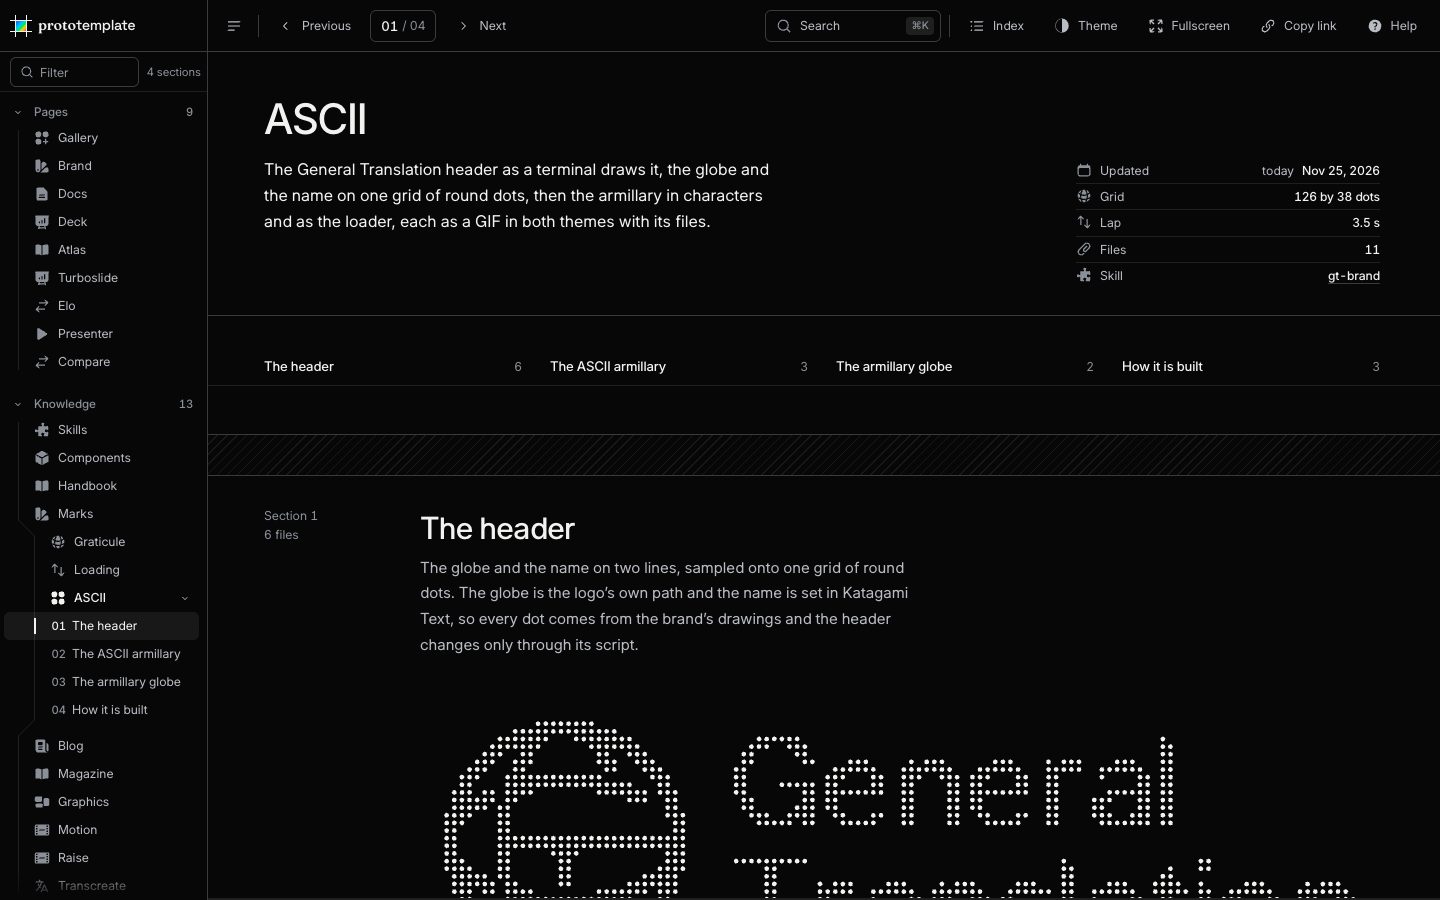 prototemplate
Previous
01 / 04
Next
Search
⌘K
Index
Theme
Fullscreen
Copy link
Help
Filter
4 sections
Pages 9
Gallery
Brand
Docs
Deck
Atlas
Turboslide
Elo
Presenter
Compare
Knowledge 13
Skills
Components
Handbook
Marks
Graticule
Loading
ASCII
01 The header
02 The ASCII armillary
03 The armillary globe
04 How it is built
Blog
Magazine
Graphics
Motion
Raise
Transcreate
ASCII
The General Translation header as a terminal draws it, the globe and
the name on one grid of round dots, then the armillary in characters
and as the loader, each as a GIF in both themes with its files.
Updated today Nov 25, 2026
Grid 126 by 38 dots
Lap 3.5 s
Files 11
Skill gt-brand
The header 6
The ASCII armillary 3
The armillary globe 2
How it is built 3
Section 1
6 files
The header
The globe and the name on two lines, sampled onto one grid of round
dots. The globe is the logo’s own path and the name is set in Katagami
Text, so every dot comes from the brand’s drawings and the header
changes only through its script.
General
Translation